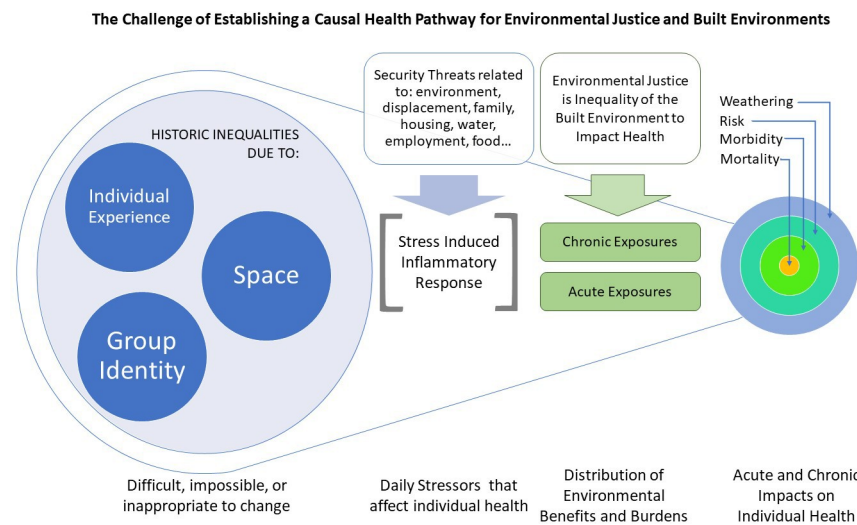 The Challenge of Establishing a Causal Health Pathway for Environmental Justice and Built Environments
HISTORIC INEQUALITIES
DUE TO:
Individual
Experience
Space
Group
Identity
Difficult, impossible, or
inappropriate to change
Security Threats related
to: environment,
displacement, family,
housing, water,
employment, food...
Stress Induced
Inflammatory
Response
Daily Stressors that
affect individual health
Environmental Justice
is Inequality of the
Built Environment to
Impact Health
Chronic Exposures
Acute Exposures
Distribution of
Environmental
Benefits and Burdens
Weathering
Risk
Morbidity
Mortality
Acute and Chronic
Impacts on
Individual Health